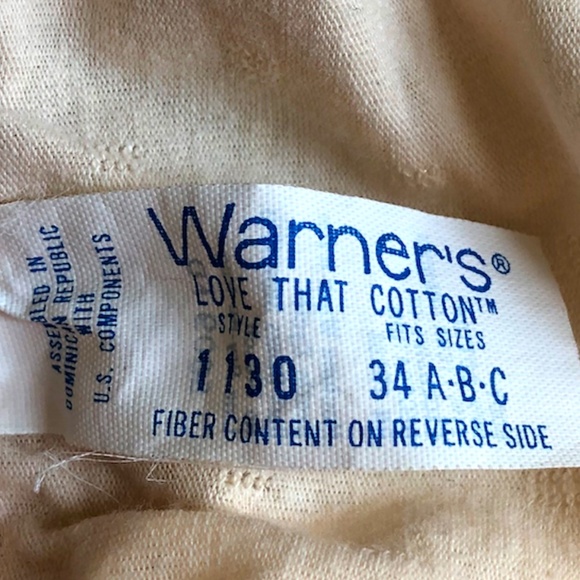 Warner's®
LOVE THAT COTTON™
STYLE FITS SIZES
1130 34 A·B·C
FIBER CONTENT ON REVERSE SIDE
ASSEMBLED IN
DOMINICAN REPUBLIC
WITH
U.S. COMPONENTS